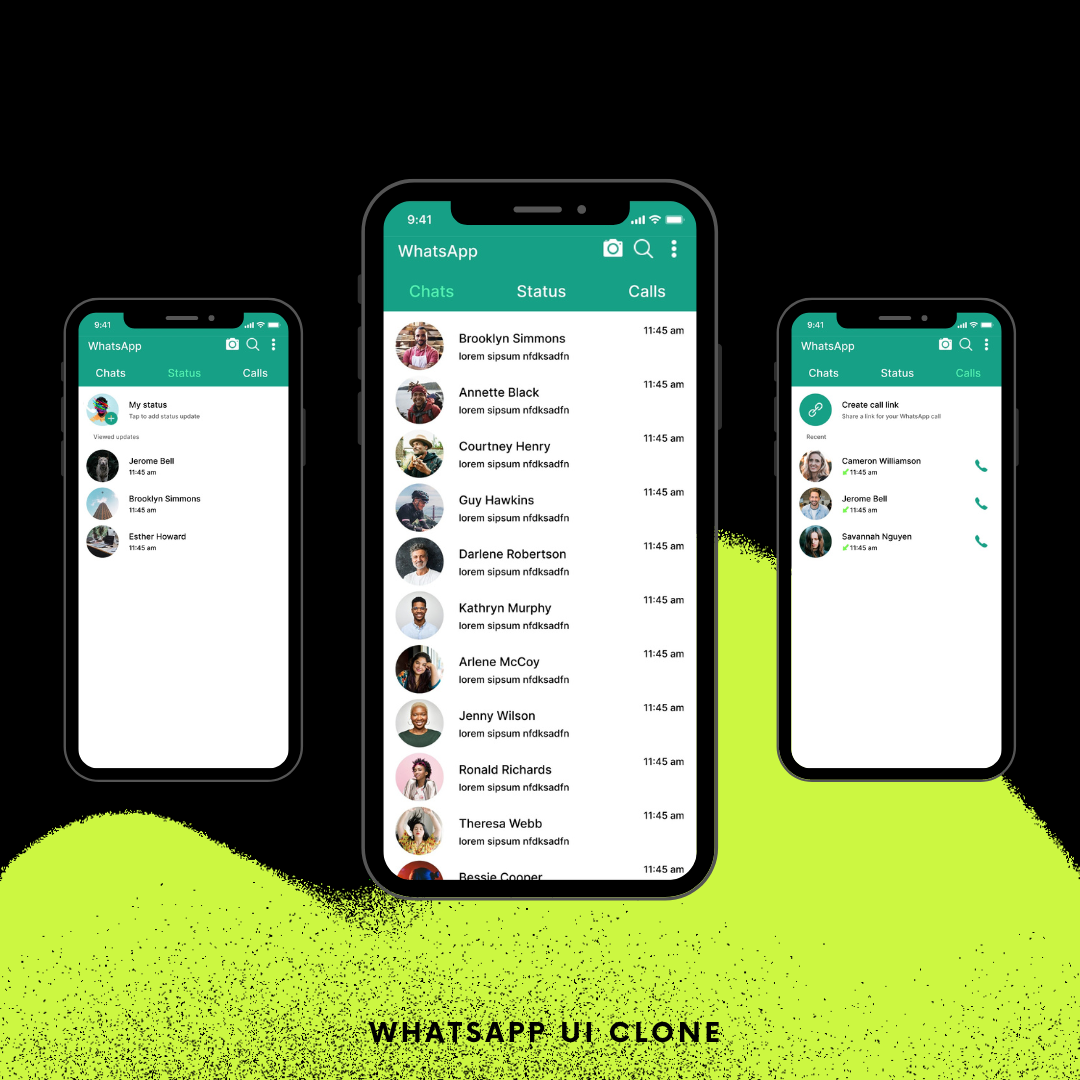 9:41
WhatsApp
Chats Status Calls
My status
Tap to add status update
Viewed updates
Jerome Bell
11:45 am
Brooklyn Simmons
11:45 am
Esther Howard
11:45 am
9:41
WhatsApp
Chats Status Calls
Brooklyn Simmons 11:45 am
lorem sipsum nfdksadfn
Annette Black 11:45 am
lorem sipsum nfdksadfn
Courtney Henry 11:45 am
lorem sipsum nfdksadfn
Guy Hawkins 11:45 am
lorem sipsum nfdksadfn
Darlene Robertson 11:45 am
lorem sipsum nfdksadfn
Kathryn Murphy 11:45 am
lorem sipsum nfdksadfn
Arlene McCoy 11:45 am
lorem sipsum nfdksadfn
Jenny Wilson 11:45 am
lorem sipsum nfdksadfn
Ronald Richards 11:45 am
lorem sipsum nfdksadfn
Theresa Webb 11:45 am
lorem sipsum nfdksadfn
Bessie Cooper 11:45 am
9:41
WhatsApp
Chats Status Calls
Create call link
Share a link for your WhatsApp call
Recent
Cameron Williamson
11:45 am
Jerome Bell
11:45 am
Savannah Nguyen
11:45 am
WHATSAPP UI CLONE